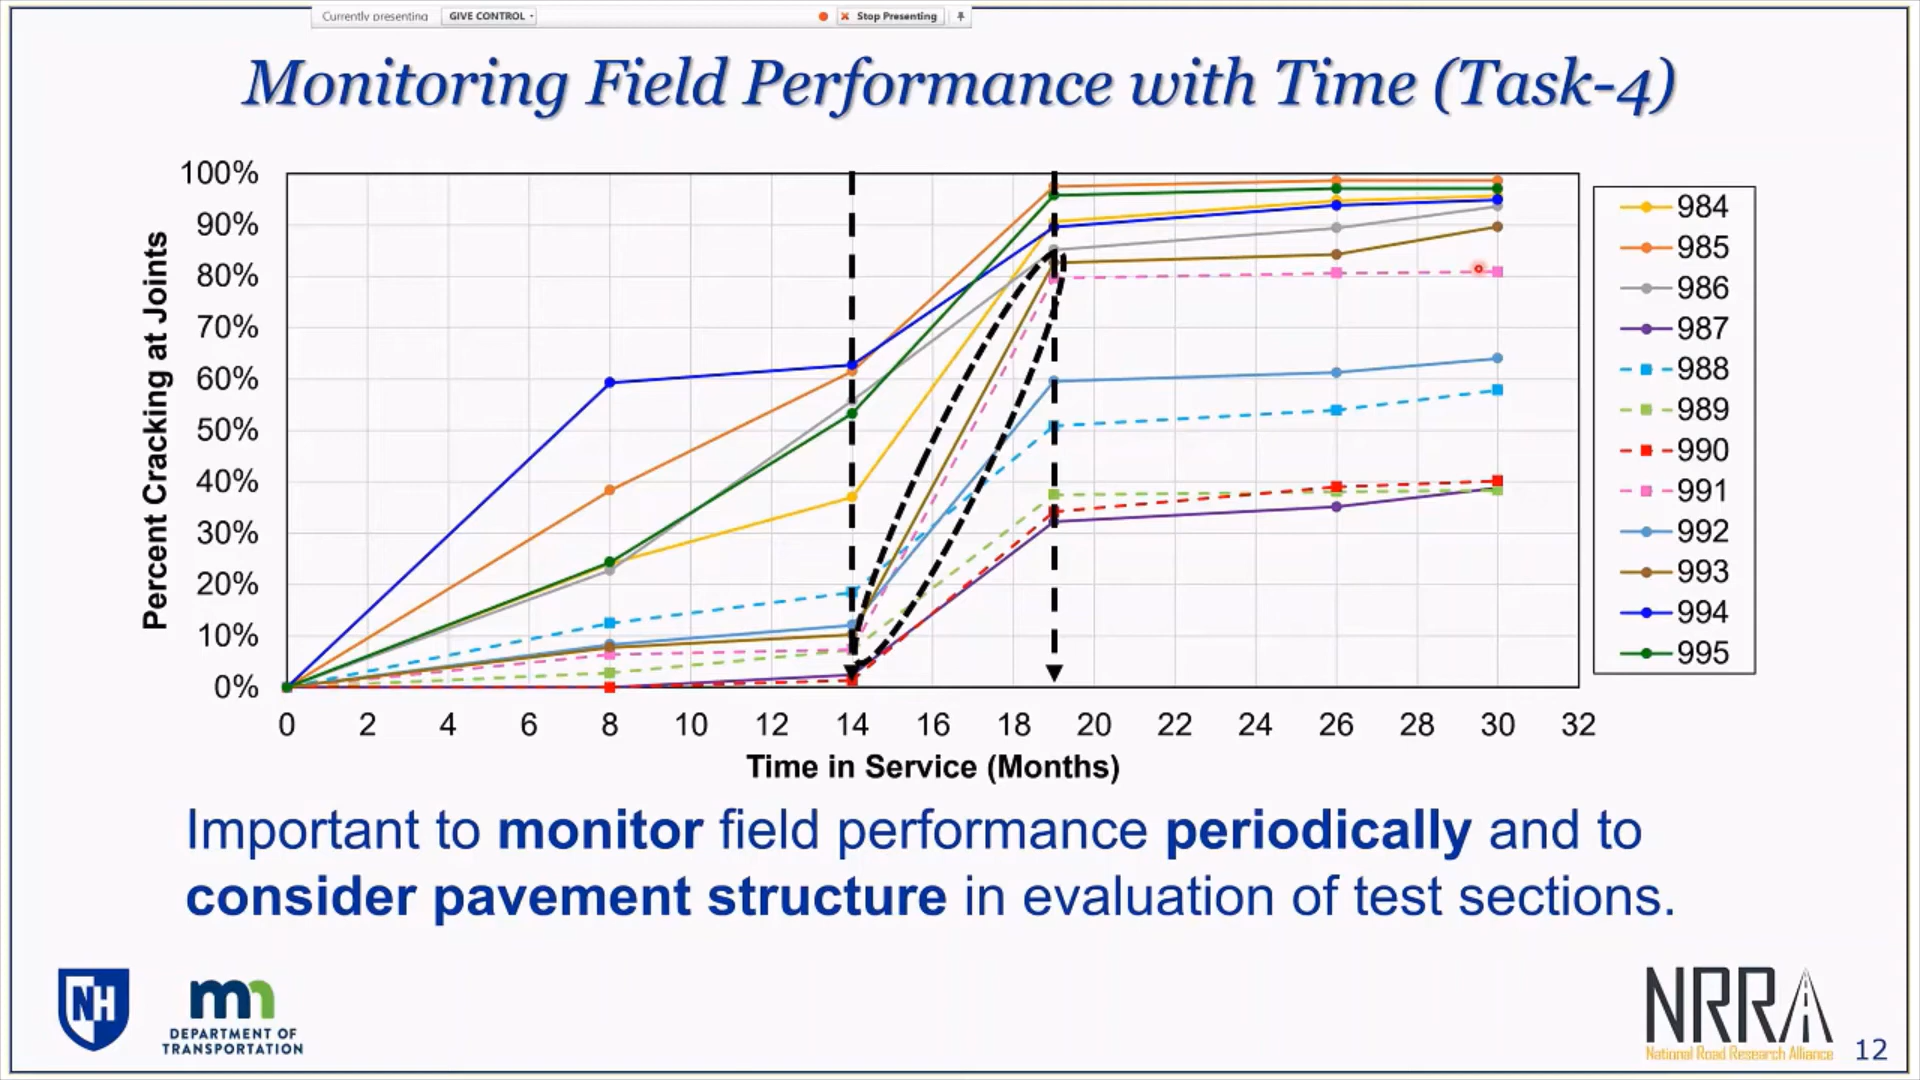 Currently presenting GIVE CONTROL Stop Presenting
Monitoring Field Performance with Time (Task-4)
Percent Cracking at Joints
100%
90%
80%
70%
60%
50%
40%
30%
20%
10%
0%
0 2 4 6 8 10 12 14 16 18 20 22 24 26 28 30 32
Time in Service (Months)
984
985
986
987
988
989
990
991
992
993
994
995
Important to monitor field performance periodically and to
consider pavement structure in evaluation of test sections.
NH
mn
DEPARTMENT OF
TRANSPORTATION
NRRA
National Road Research Alliance
12